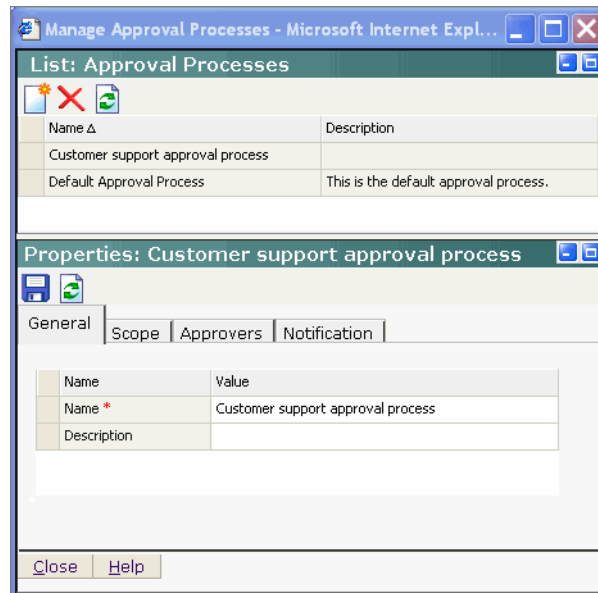 Manage Approval Processes - Microsoft Internet Expl...
List: Approval Processes
Name Δ Description
Customer support approval process
Default Approval Process This is the default approval process.
Properties: Customer support approval process
General Scope Approvers Notification
Name Value
Name * Customer support approval process
Description
Close Help